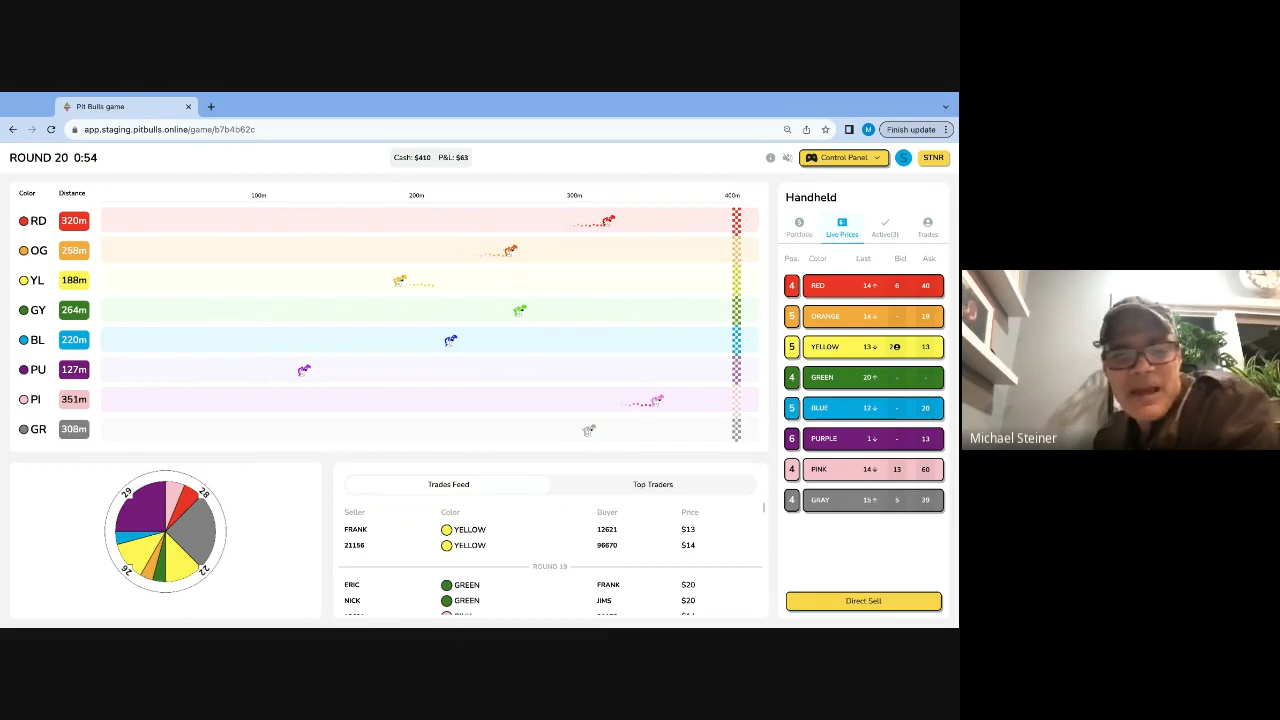 Pit Bulls game
app.staging.pitbulls.online/game/b7b4b62c
M
Finish update
ROUND 20 0:54
Cash: $410 P&L: $63
Control Panel
S
STNR
Color Distance 100m 200m 300m 400m
RD 320m
OG 258m
YL 188m
GY 264m
BL 220m
PU 127m
PI 351m
GR 308m
29 28
26 22
Trades Feed Top Traders
Seller Color Buyer Price
FRANK YELLOW 12621 $13
21156 YELLOW 96670 $14
ROUND 19
ERIC GREEN FRANK $20
NICK GREEN JIMS $20
Handheld
Portfolio Live Prices Active(3) Trades
Pos. Color Last Bid Ask
4 RED 14↑ 6 40
5 ORANGE 14↓ - 19
5 YELLOW 13↓ 2 13
4 GREEN 20↑ - -
5 BLUE 12↓ - 20
6 PURPLE 1↓ - 13
4 PINK 14↓ 13 60
4 GRAY 15↑ 5 39
Direct Sell
Michael Steiner